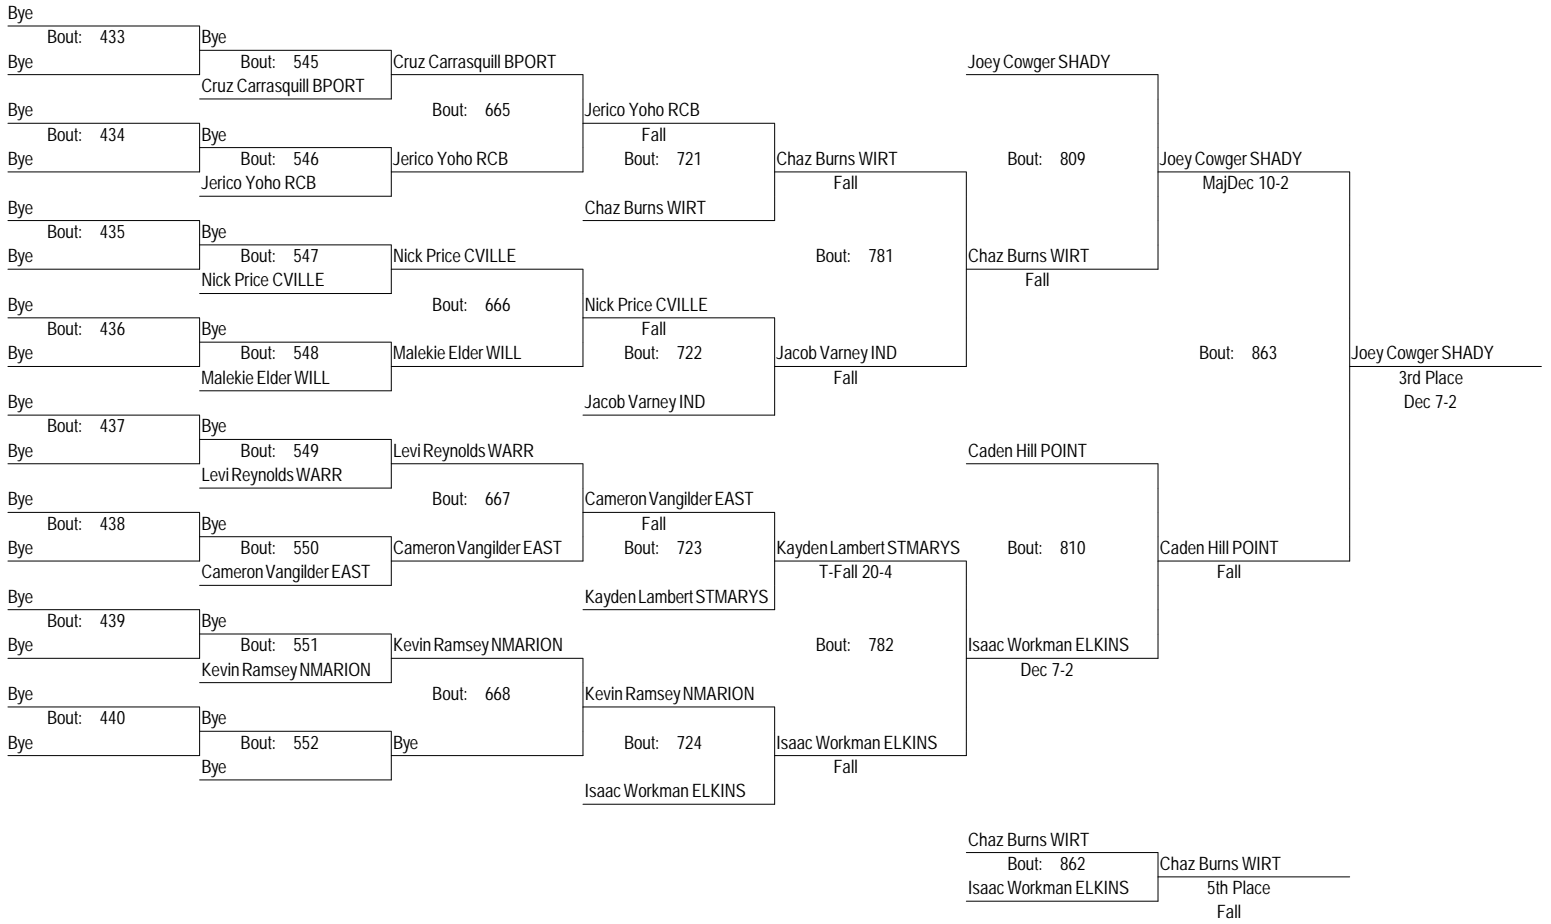 Bye
Bout: 433
Bye
Bye
Bout: 545
Cruz Carrasquill BPORT
Cruz Carrasquill BPORT
Joey Cowger SHADY
Bye
Bout: 434
Bye
Bye
Bout: 546
Jerico Yoho RCB
Bout: 665
Jerico Yoho RCB
Jerico Yoho RCB
Fall
Bout: 721
Chaz Burns WIRT
Chaz Burns WIRT
Fall
Bout: 809
Joey Cowger SHADY
MajDec 10-2
Bye
Bout: 435
Bye
Bye
Bout: 547
Nick Price CVILLE
Nick Price CVILLE
Bout: 781
Chaz Burns WIRT
Fall
Bye
Bout: 436
Bye
Bye
Bout: 548
Malekie Elder WILL
Bout: 666
Malekie Elder WILL
Nick Price CVILLE
Fall
Bout: 722
Jacob Varney IND
Jacob Varney IND
Fall
Bout: 863
Joey Cowger SHADY
3rd Place
Dec 7-2
Bye
Bout: 437
Bye
Bye
Bout: 549
Levi Reynolds WARR
Levi Reynolds WARR
Caden Hill POINT
Bye
Bout: 438
Bye
Bye
Bout: 550
Cameron Vangilder EAST
Bout: 667
Cameron Vangilder EAST
Cameron Vangilder EAST
Fall
Bout: 723
Kayden Lambert STMARYS
Kayden Lambert STMARYS
T-Fall 20-4
Bout: 810
Caden Hill POINT
Fall
Bye
Bout: 439
Bye
Bye
Bout: 551
Kevin Ramsey NMARION
Kevin Ramsey NMARION
Bout: 782
Isaac Workman ELKINS
Dec 7-2
Bye
Bout: 440
Bye
Bye
Bout: 552
Bye
Bout: 668
Bye
Kevin Ramsey NMARION
Bout: 724
Isaac Workman ELKINS
Isaac Workman ELKINS
Fall
Chaz Burns WIRT
Bout: 862
Isaac Workman ELKINS
Chaz Burns WIRT
5th Place
Fall